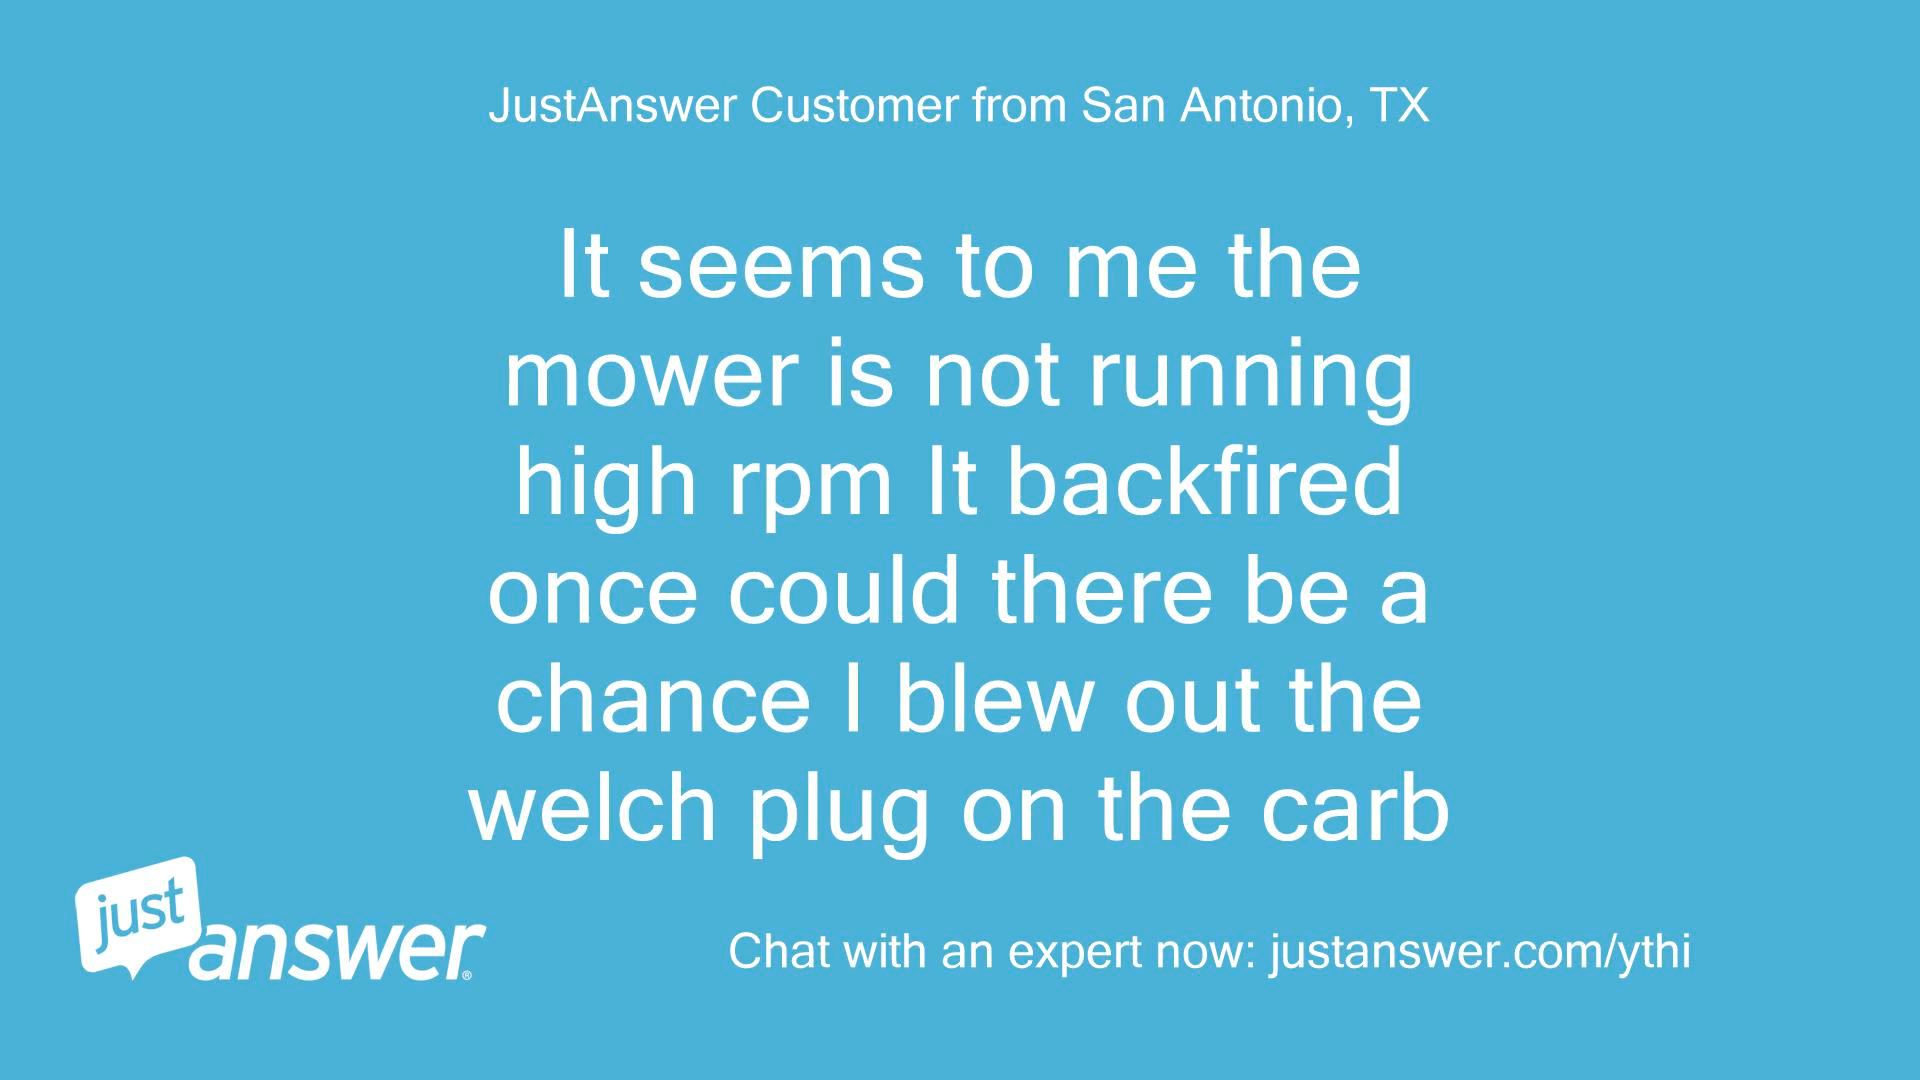 JustAnswer Customer from San Antonio, TX
It seems to me the
mower is not running
high rpm It backfired
once could there be a
chance I blew out the
welch plug on the carb
just
answer®
Chat with an expert now: justanswer.com/ythi